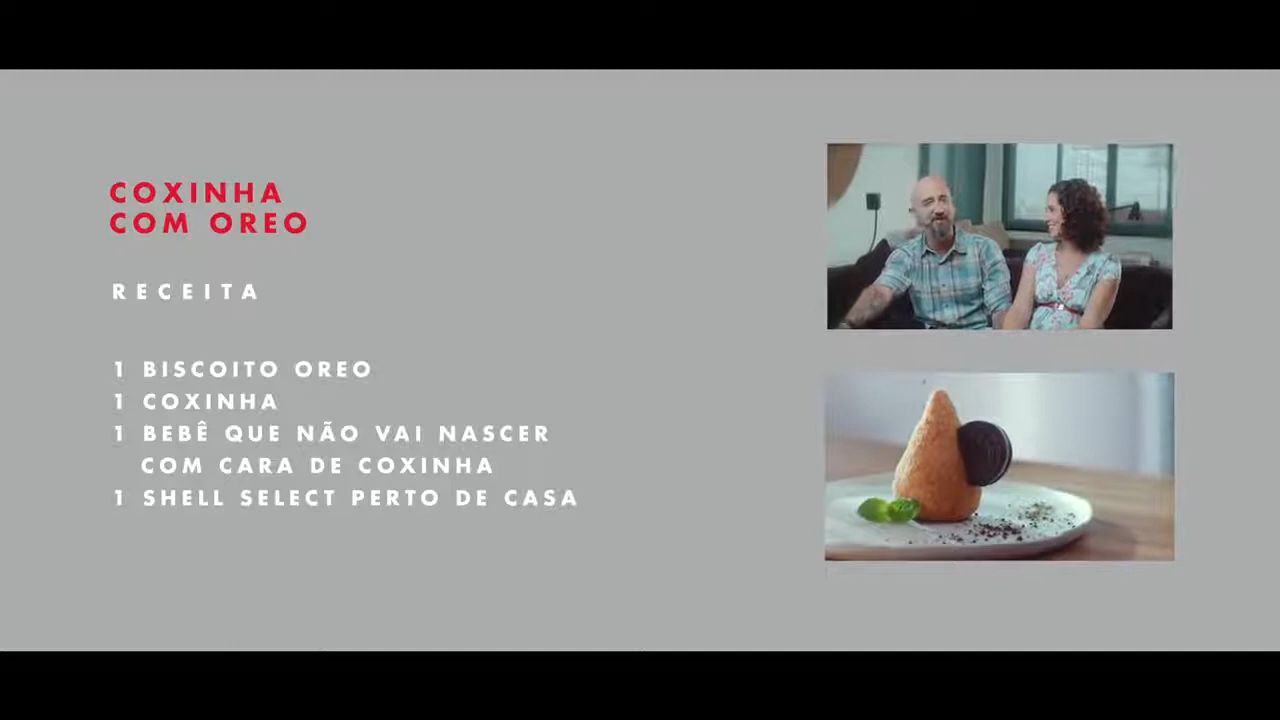 COXINHA
COM OREO
RECEITA
1 BISCOITO OREO
1 COXINHA
1 BEBÊ QUE NÃO VAI NASCER
COM CARA DE COXINHA
1 SHELL SELECT PERTO DE CASA